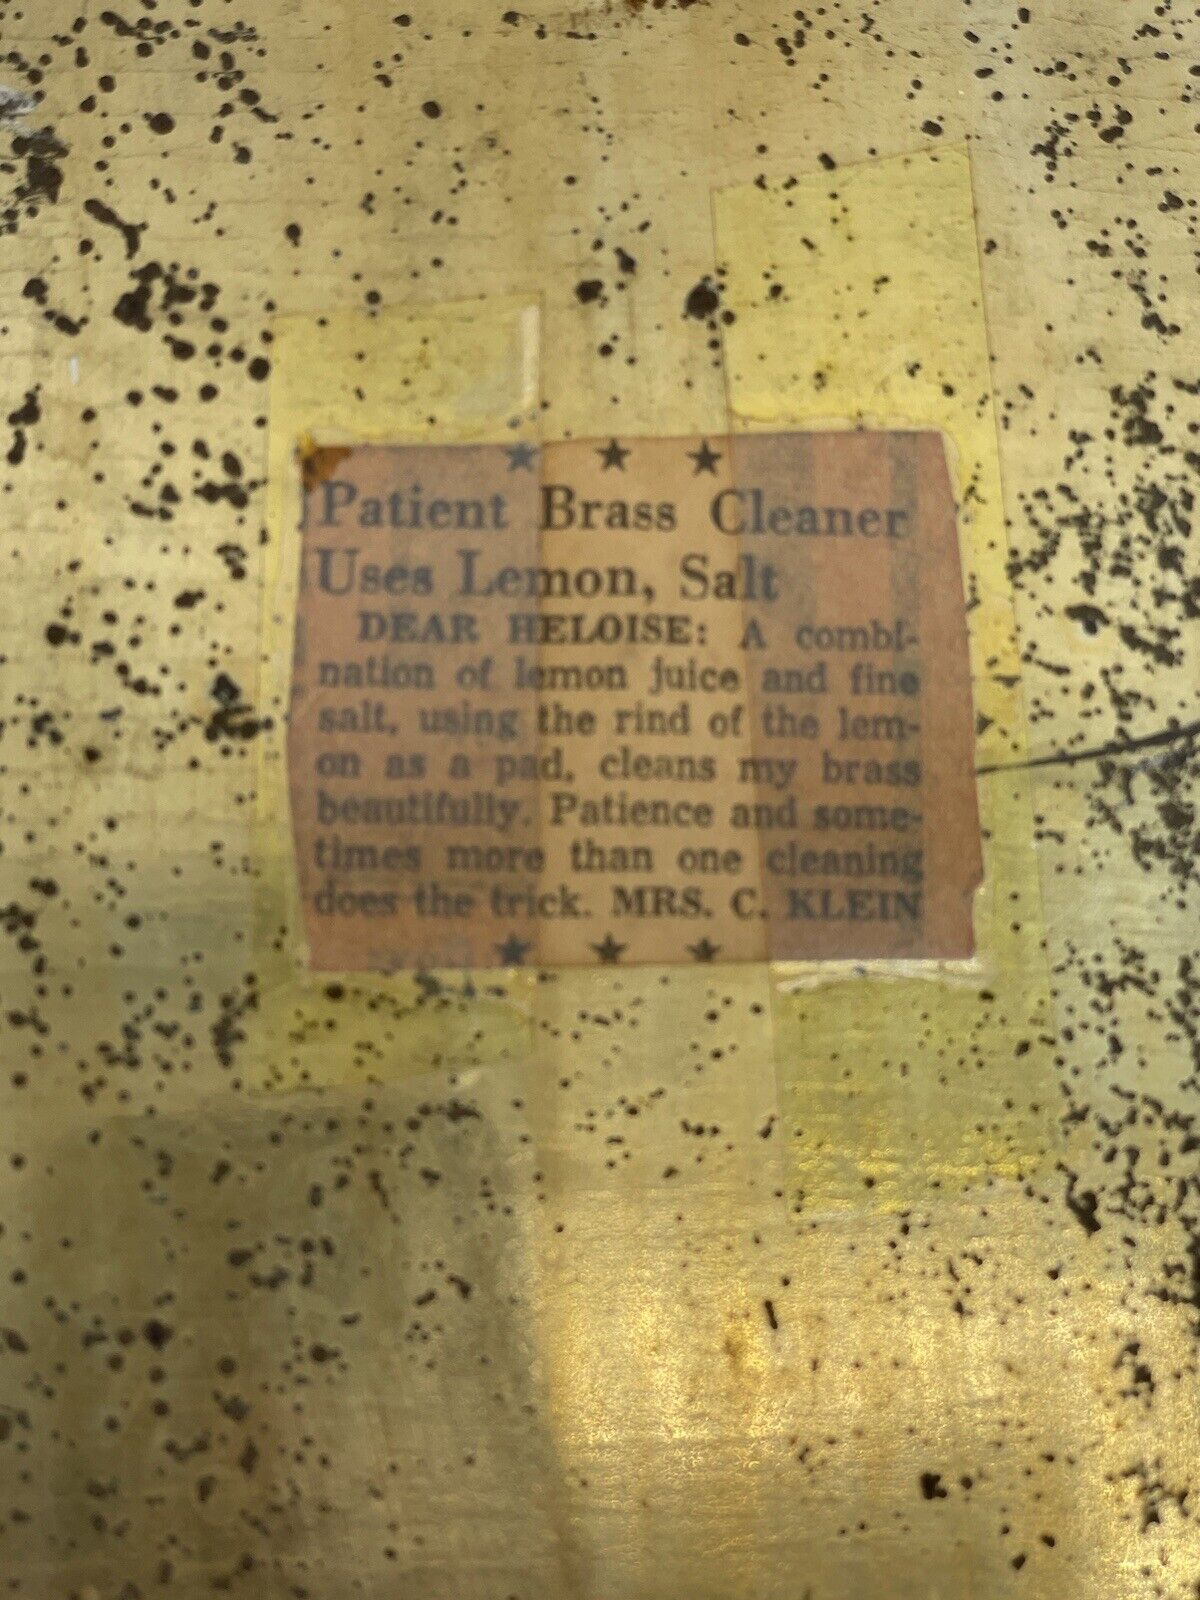 ★ ★ ★
Patient Brass Cleaner
Uses Lemon, Salt
DEAR HELOISE: A combi-
nation of lemon juice and fine
salt, using the rind of the lem-
on as a pad, cleans my brass
beautifully. Patience and some-
times more than one cleaning
does the trick. MRS. C. KLEIN
★ ★ ★